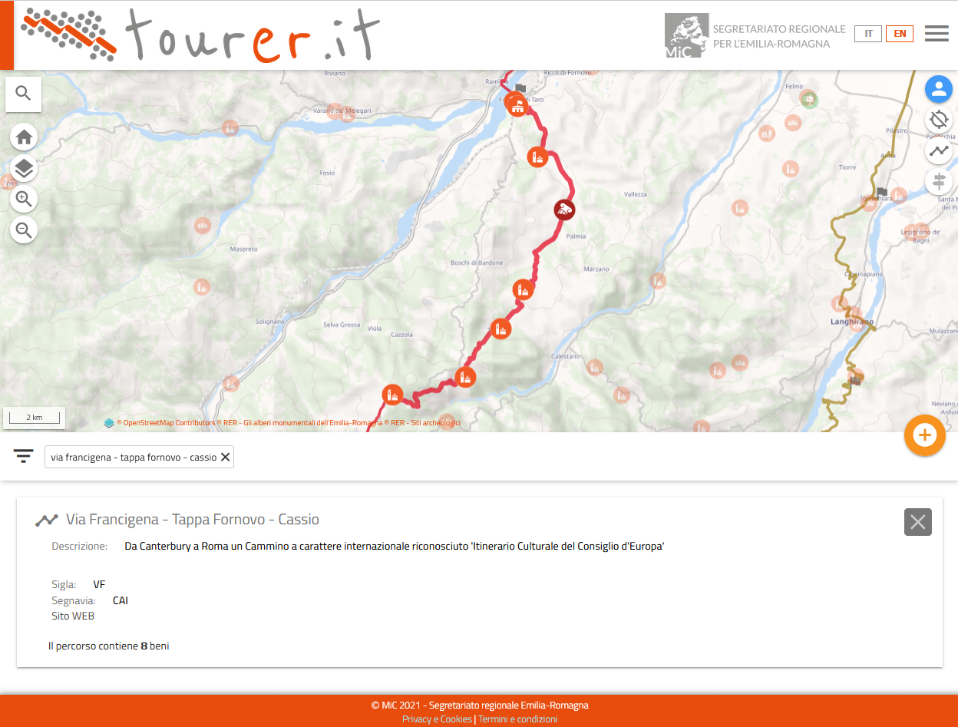 tourer.it
MiC
SEGRETARIATO REGIONALE
PER L'EMILIA-ROMAGNA
IT
EN
Riviano
Varano de Melegari
Felino
Fosio
Vallezza
Masereto
Boschi di Bardone
Marzano
Solignano
Selva Grossa
Viola
Cazzola
Calestano
Langhirano
2 km
© OpenStreetMap Contributors © RER - Gli alberi monumentali dell'Emilia-Romagna © RER - Siti archeologici
via francigena - tappa fornovo - cassio
Via Francigena - Tappa Fornovo - Cassio
Descrizione: Da Canterbury a Roma un Cammino a carattere internazionale riconosciuto 'Itinerario Culturale del Consiglio d'Europa'
Sigla: VF
Segnavia: CAI
Sito WEB
Il percorso contiene 8 beni
© MiC 2021 - Segretariato regionale Emilia-Romagna
Privacy e Cookies | Termini e condizioni